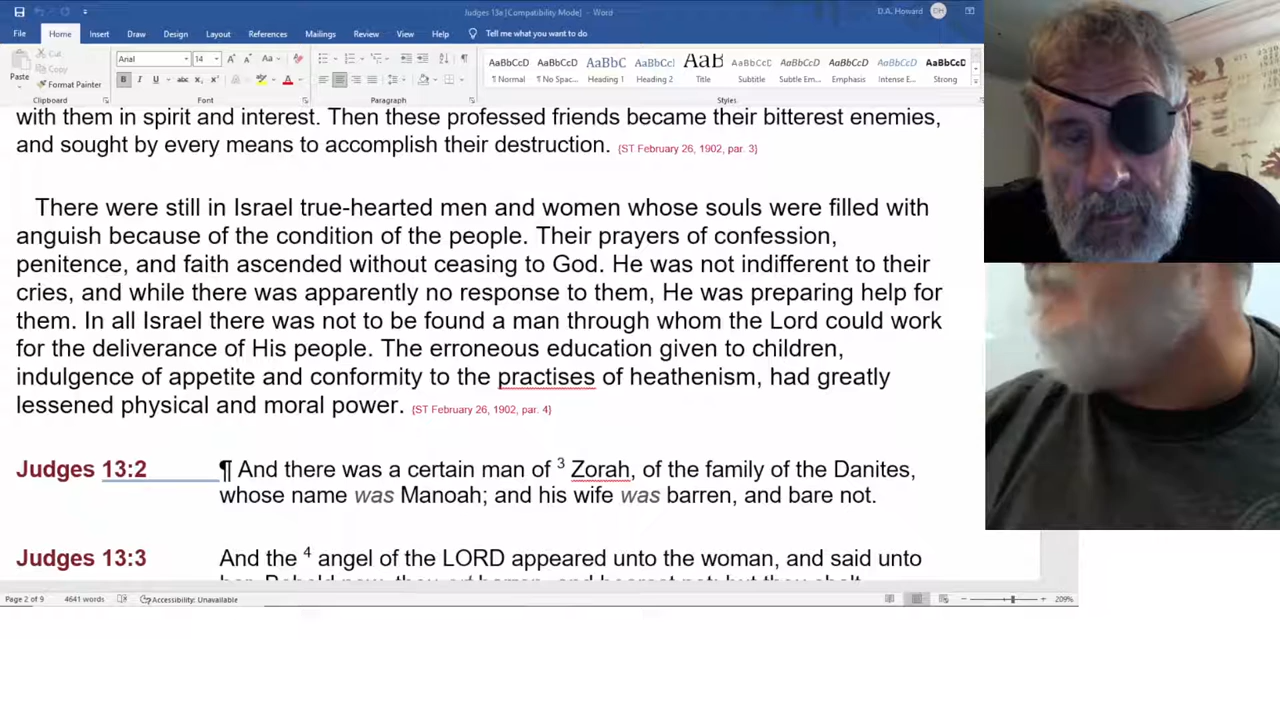 Judges 13a [Compatibility Mode] - Word
D.A. Howard
DH
File Home Insert Draw Design Layout References Mailings Review View Help Tell me what you want to do
Paste
Cut
Copy
Format Painter
Clipboard
Arial 14
Font
Paragraph
AaBbCcD AaBbCcD AaBbC AaBbCcI AaB AaBbCcD AaBbCcD AaBbCcD AaBbCcD AaBbCcD
¶ Normal ¶ No Spac... Heading 1 Heading 2 Title Subtitle Subtle Em... Emphasis Intense E... Strong
Styles
with them in spirit and interest. Then these professed friends became their bitterest enemies,
and sought by every means to accomplish their destruction. {ST February 26, 1902, par. 3}
There were still in Israel true-hearted men and women whose souls were filled with
anguish because of the condition of the people. Their prayers of confession,
penitence, and faith ascended without ceasing to God. He was not indifferent to their
cries, and while there was apparently no response to them, He was preparing help for
them. In all Israel there was not to be found a man through whom the Lord could work
for the deliverance of His people. The erroneous education given to children,
indulgence of appetite and conformity to the practises of heathenism, had greatly
lessened physical and moral power. {ST February 26, 1902, par. 4}
Judges 13:2 ¶ And there was a certain man of 3 Zorah, of the family of the Danites,
whose name was Manoah; and his wife was barren, and bare not.
Judges 13:3 And the 4 angel of the LORD appeared unto the woman, and said unto
Page 2 of 9 4641 words Accessibility: Unavailable 209%